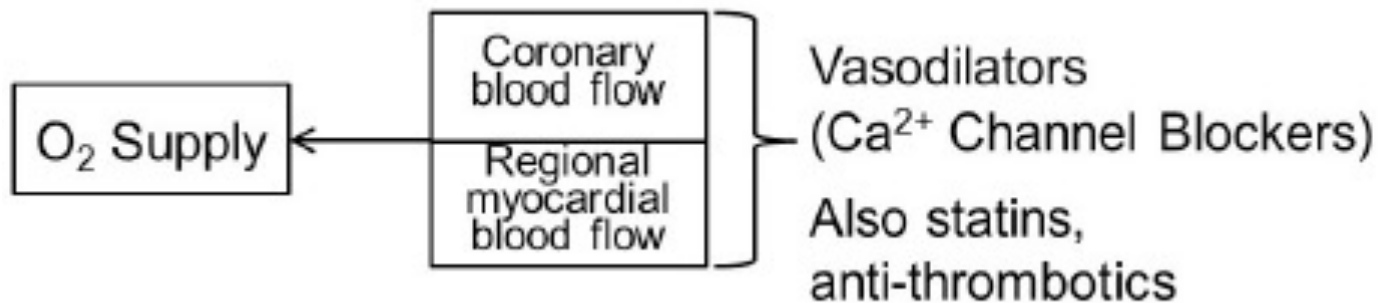 O₂ Supply
Coronary
blood flow
Regional
myocardial
blood flow
Vasodilators
(Ca²⁺ Channel Blockers)
Also statins,
anti-thrombotics